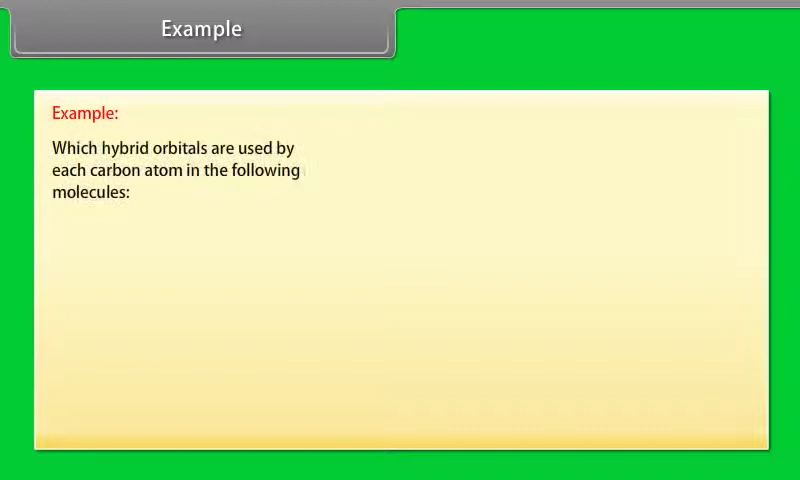 Example
Example:
Which hybrid orbitals are used by
each carbon atom in the following
molecules: